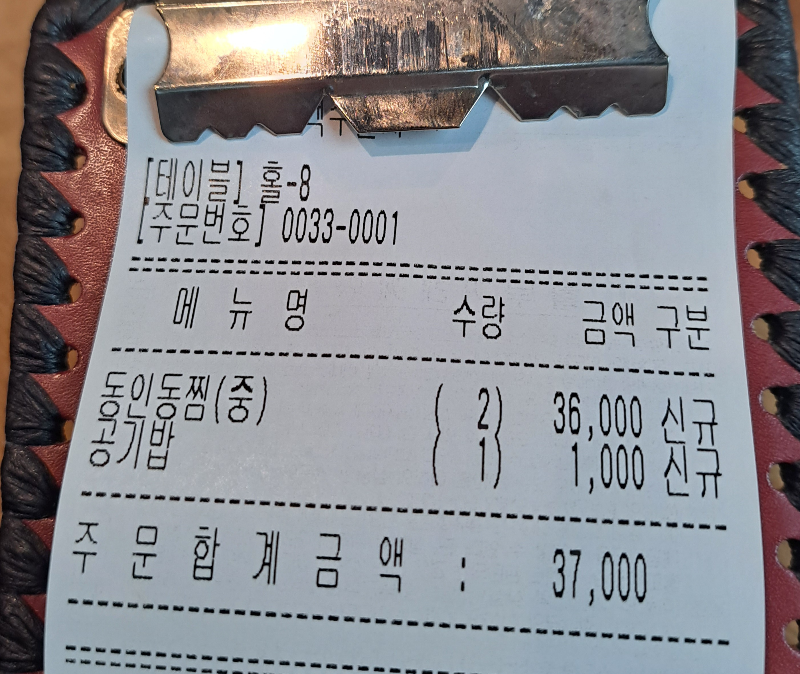 [테이블] 홀-8
[주문번호] 0033-0001
메 뉴 명 수량 금액 구분
동인동찜(중) ( 2) 36,000 신규
공기밥 ( 1) 1,000 신규
주 문 합 계 금 액 : 37,000